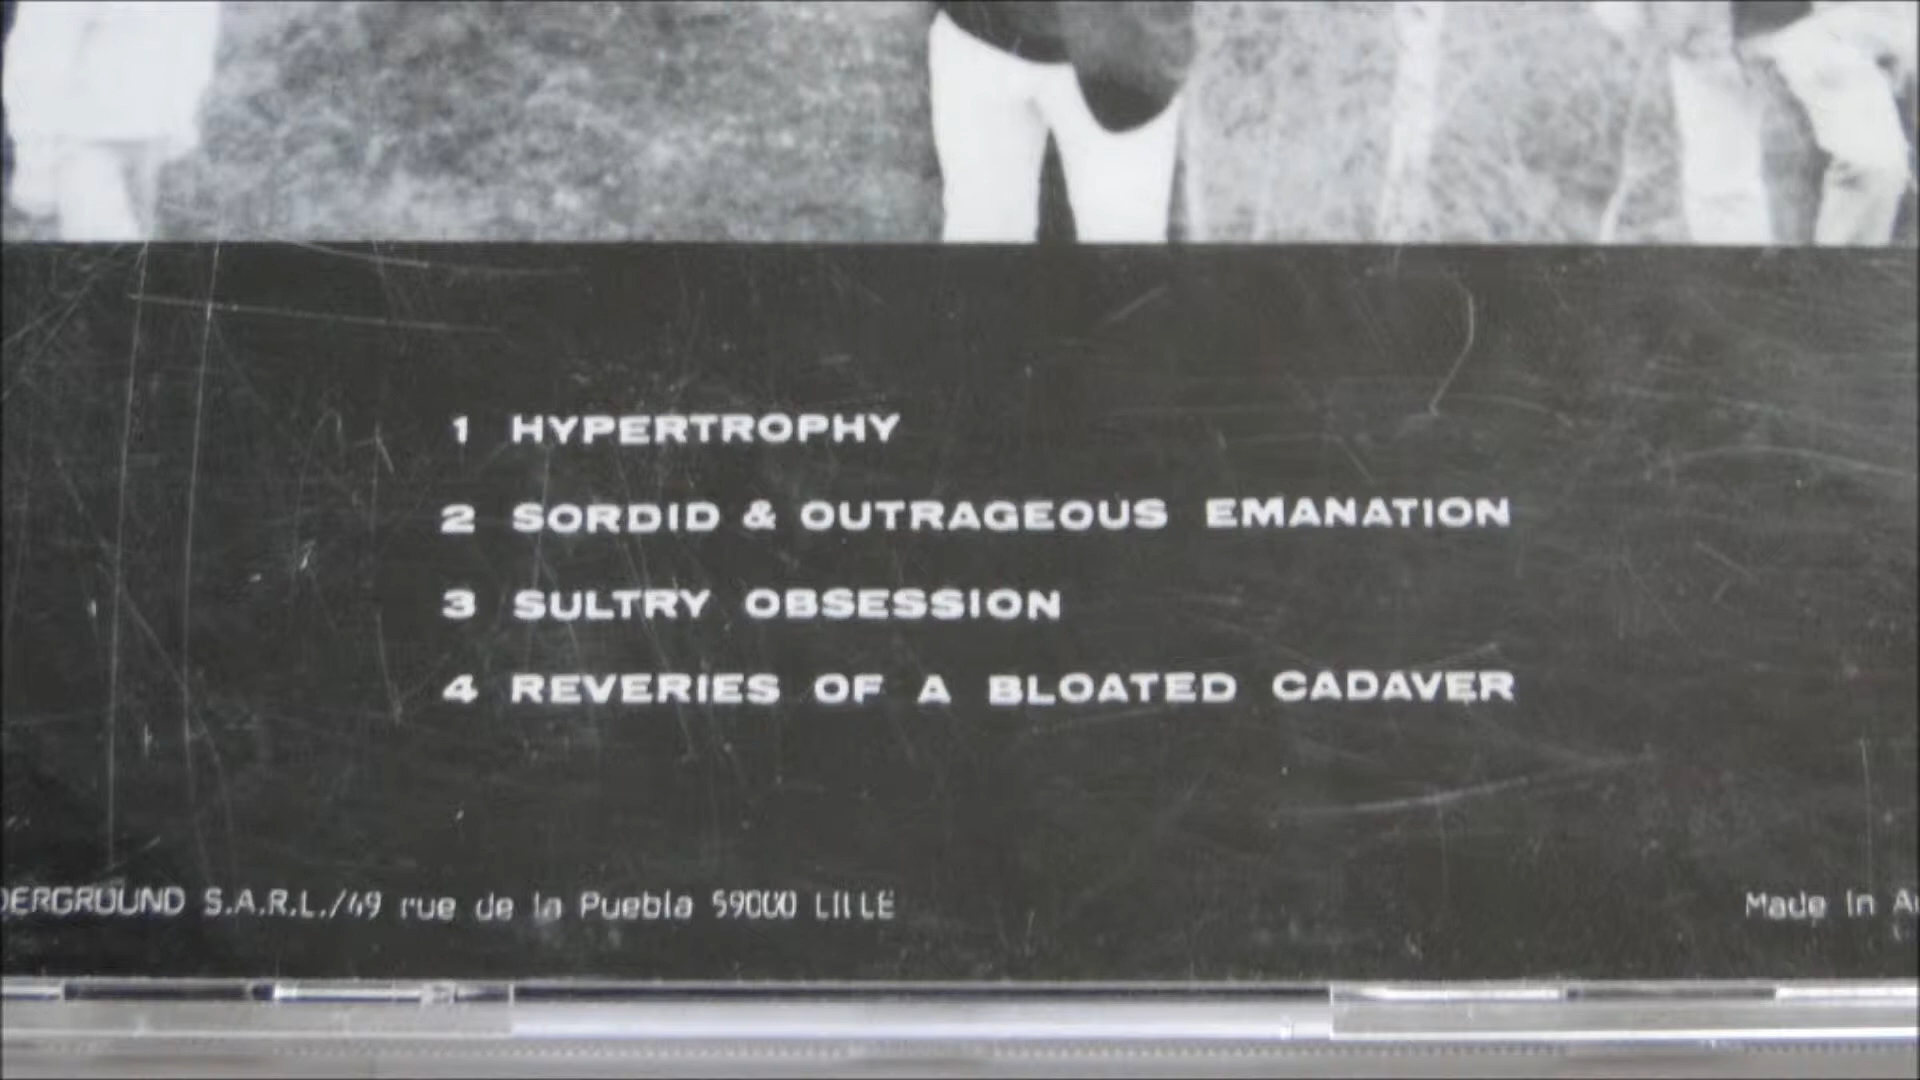 1 HYPERTROPHY
2 SORDID & OUTRAGEOUS EMANATION
3 SULTRY OBSESSION
4 REVERIES OF A BLOATED CADAVER
DERGROUND S.A.R.L./49 rue de la Puebla 59000 LILLE
Made In